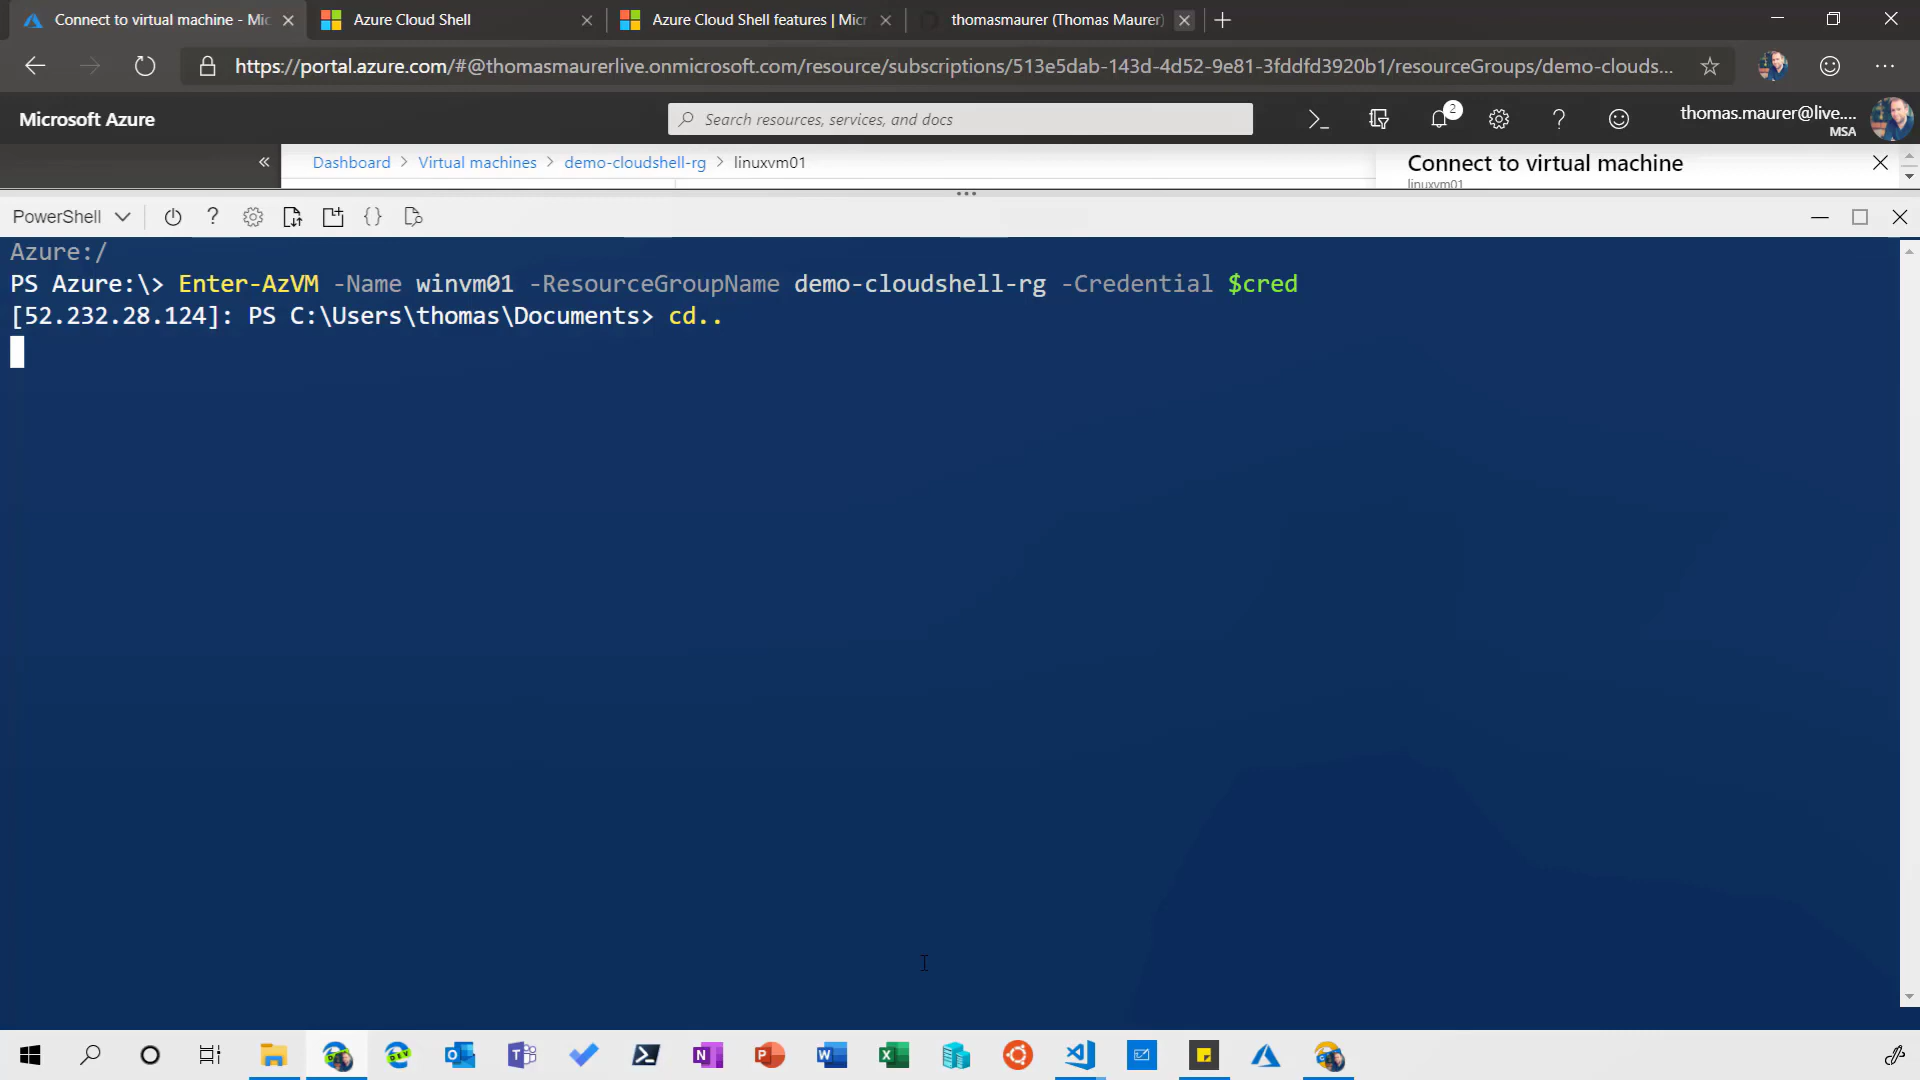 Connect to virtual machine - Mic
Azure Cloud Shell
Azure Cloud Shell features | Micr
thomasmaurer (Thomas Maurer)
https://portal.azure.com/#@thomasmaurerlive.onmicrosoft.com/resource/subscriptions/513e5dab-143d-4d52-9e81-3fddfd3920b1/resourceGroups/demo-clouds...
Microsoft Azure
Search resources, services, and docs
2
thomas.maurer@live....
MSA
Dashboard > Virtual machines > demo-cloudshell-rg > linuxvm01
Connect to virtual machine
linuxvm01
PowerShell
Azure:/
PS Azure:\> Enter-AzVM -Name winvm01 -ResourceGroupName demo-cloudshell-rg -Credential $cred
[52.232.28.124]: PS C:\Users\thomas\Documents> cd..